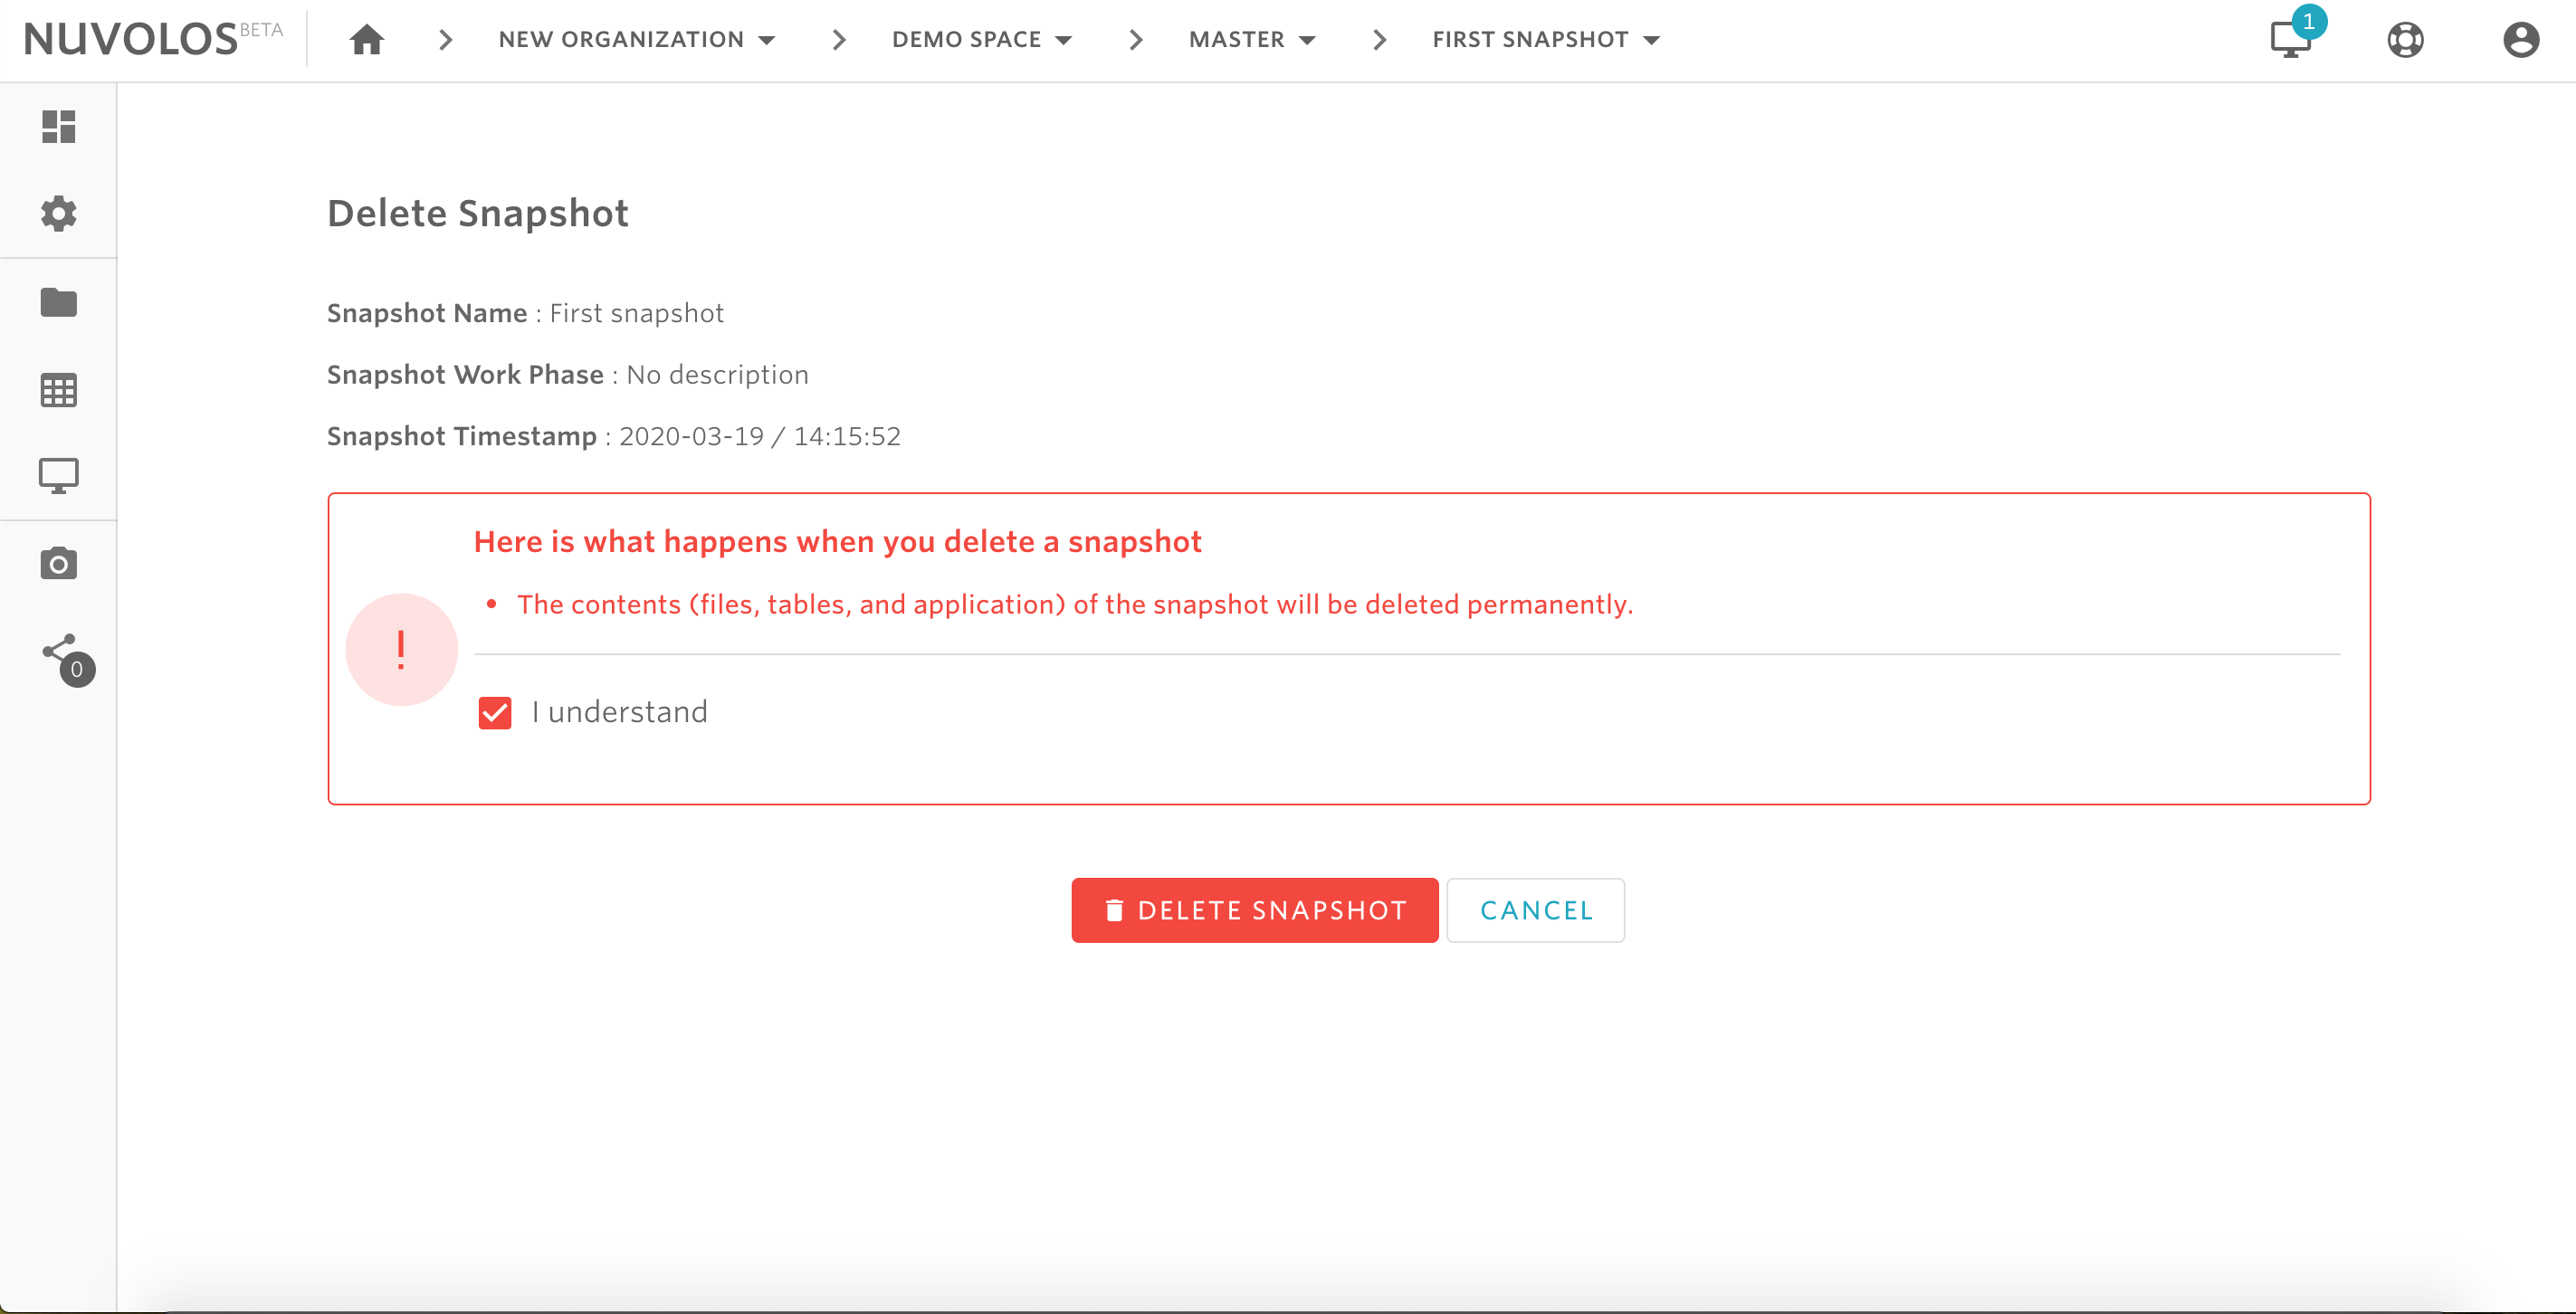 NUVOLOS BETA
NEW ORGANIZATION
DEMO SPACE
MASTER
FIRST SNAPSHOT
1
Delete Snapshot
Snapshot Name : First snapshot
Snapshot Work Phase : No description
Snapshot Timestamp : 2020-03-19 / 14:15:52
Here is what happens when you delete a snapshot
• The contents (files, tables, and application) of the snapshot will be deleted permanently.
!
0
I understand
DELETE SNAPSHOT
CANCEL